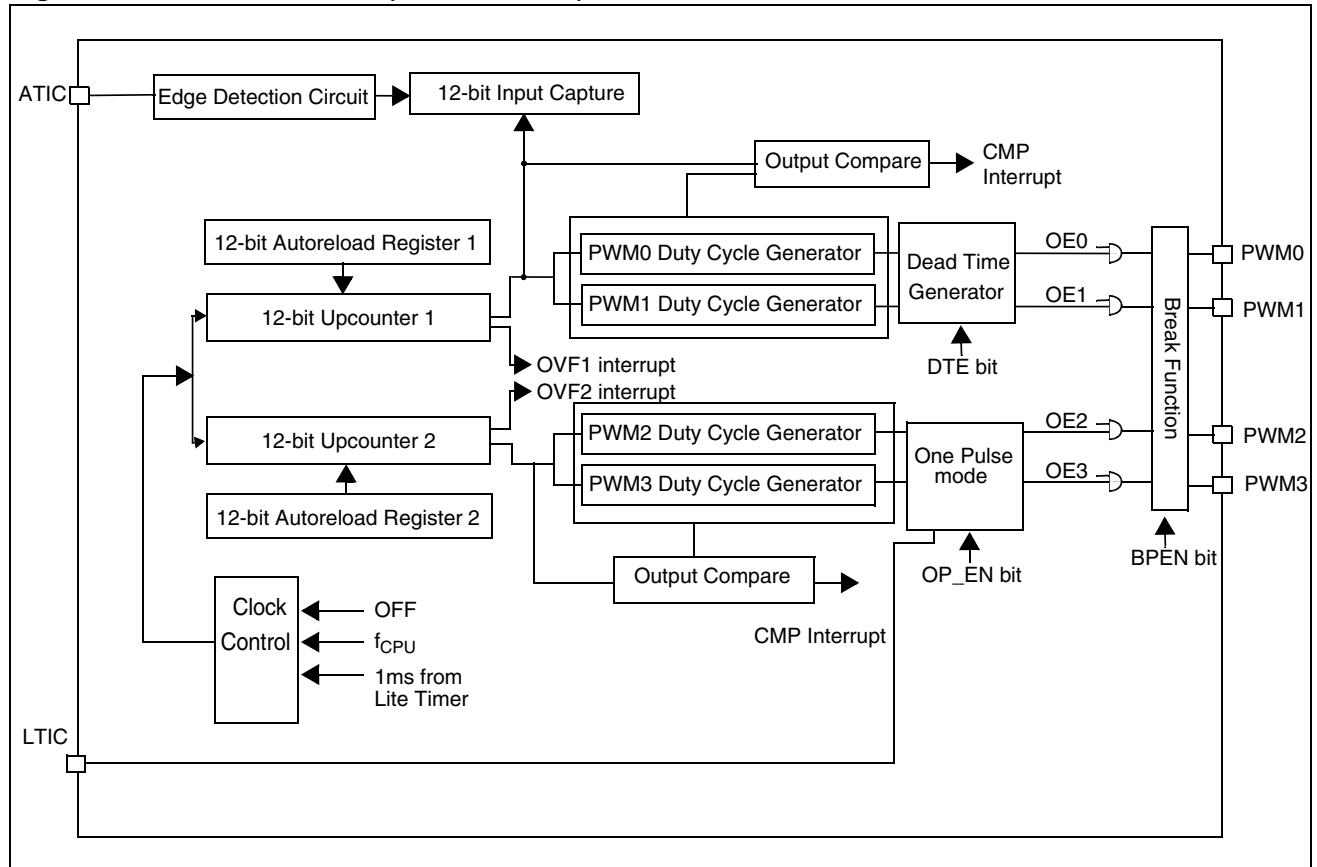 ATIC
Edge Detection Circuit
12-bit Input Capture
Output Compare
CMP
Interrupt
12-bit Autoreload Register 1
12-bit Upcounter 1
PWM0 Duty Cycle Generator
PWM1 Duty Cycle Generator
Dead Time
Generator
OE0
OE1
Break Function
PWM0
PWM1
DTE bit
OVF1 interrupt
OVF2 interrupt
12-bit Upcounter 2
12-bit Autoreload Register 2
PWM2 Duty Cycle Generator
PWM3 Duty Cycle Generator
One Pulse
mode
OE2
OE3
PWM2
PWM3
BPEN bit
OP_EN bit
Output Compare
CMP Interrupt
Clock
Control
OFF
fCPU
1ms from
Lite Timer
LTIC